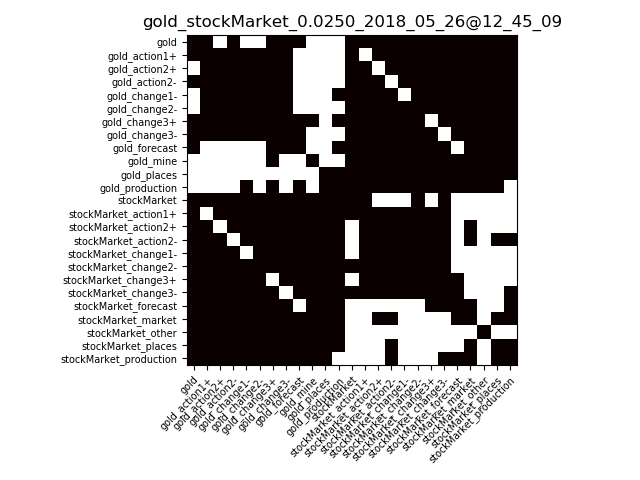 gold_stockMarket_0.0250_2018_05_26@12_45_09
gold
gold_action1+
gold_action2+
gold_action2-
gold_change1-
gold_change2-
gold_change3+
gold_change3-
gold_forecast
gold_mine
gold_places
gold_production
stockMarket
stockMarket_action1+
stockMarket_action2+
stockMarket_action2-
stockMarket_change1-
stockMarket_change2-
stockMarket_change3+
stockMarket_change3-
stockMarket_forecast
stockMarket_market
stockMarket_other
stockMarket_places
stockMarket_production
gold
gold_action1+
gold_action2+
gold_action2-
gold_change1-
gold_change2-
gold_change3+
gold_change3-
gold_forecast
gold_mine
gold_places
gold_production
stockMarket
stockMarket_action1+
stockMarket_action2+
stockMarket_action2-
stockMarket_change1-
stockMarket_change2-
stockMarket_change3+
stockMarket_change3-
stockMarket_forecast
stockMarket_market
stockMarket_other
stockMarket_places
stockMarket_production